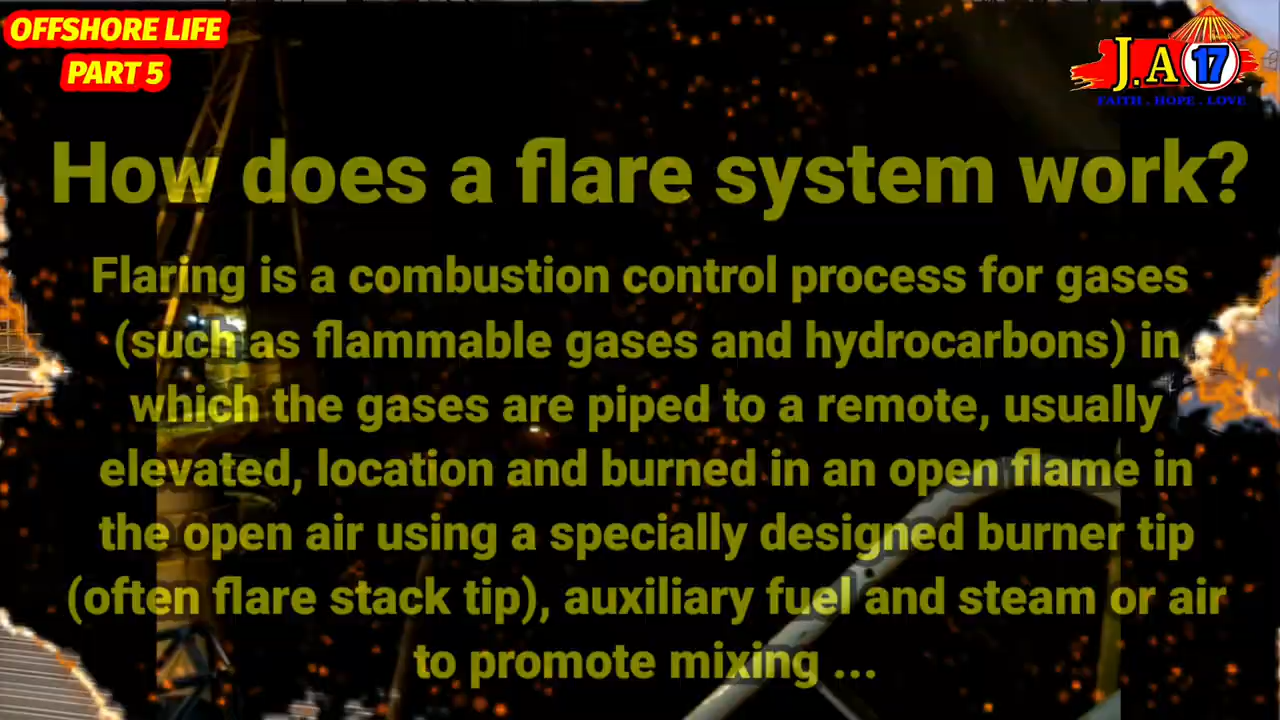 OFFSHORE LIFE
PART 5
J.A 17
FAITH . HOPE . LOVE
How does a flare system work?
Flaring is a combustion control process for gases
(such as flammable gases and hydrocarbons) in
which the gases are piped to a remote, usually
elevated, location and burned in an open flame in
the open air using a specially designed burner tip
(often flare stack tip), auxiliary fuel and steam or air
to promote mixing ...